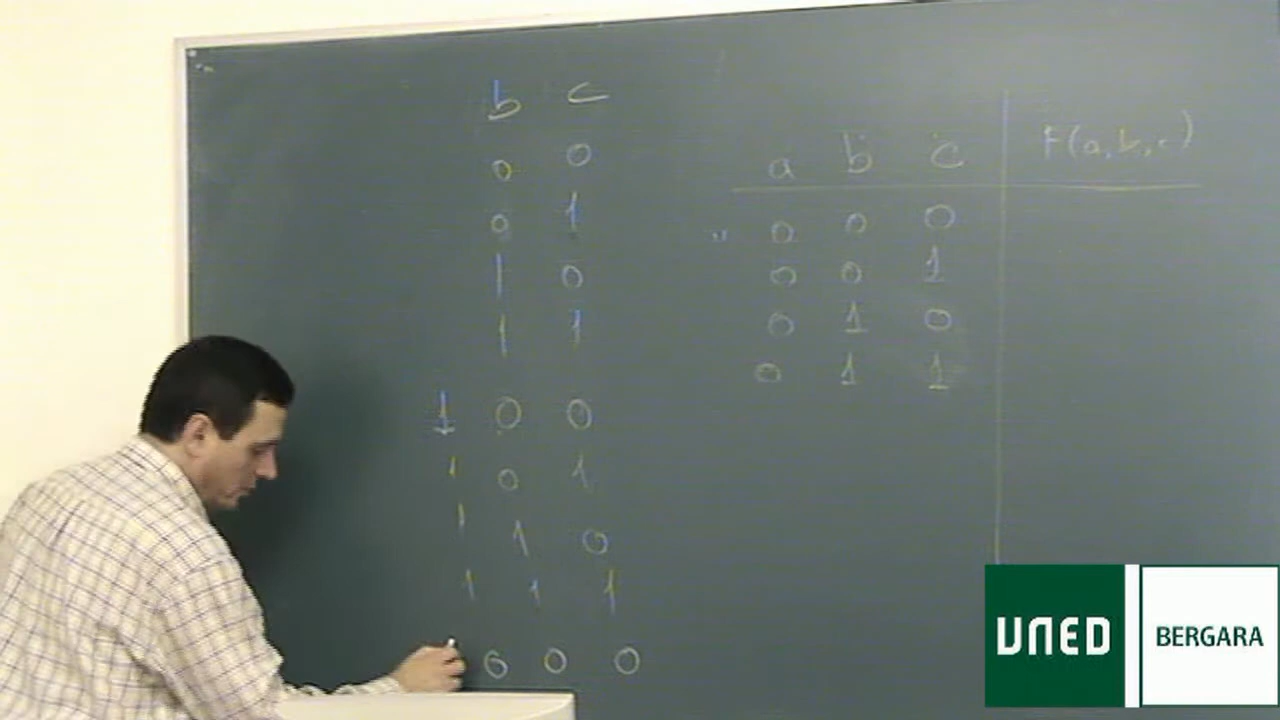 b c
0 0
0 1
1 0
1 1
1 0 0
1 0 1
1 1 0
1 1 1
0 0 0
a b c F(a,b,c)
0 0 0
0 0 1
0 1 0
0 1 1
UNED BERGARA